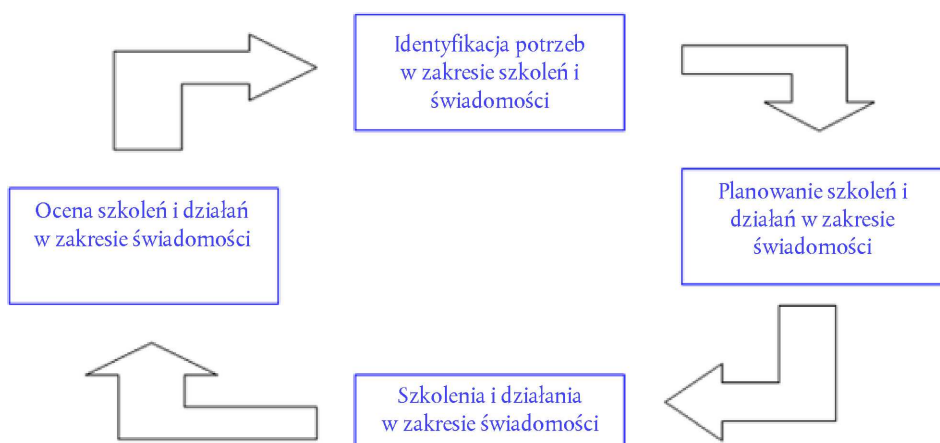 Identyfikacja potrzeb
w zakresie szkoleń i
świadomości
Ocena szkoleń i działań
w zakresie świadomości
Planowanie szkoleń i
działań w zakresie
świadomości
Szkolenia i działania
w zakresie świadomości